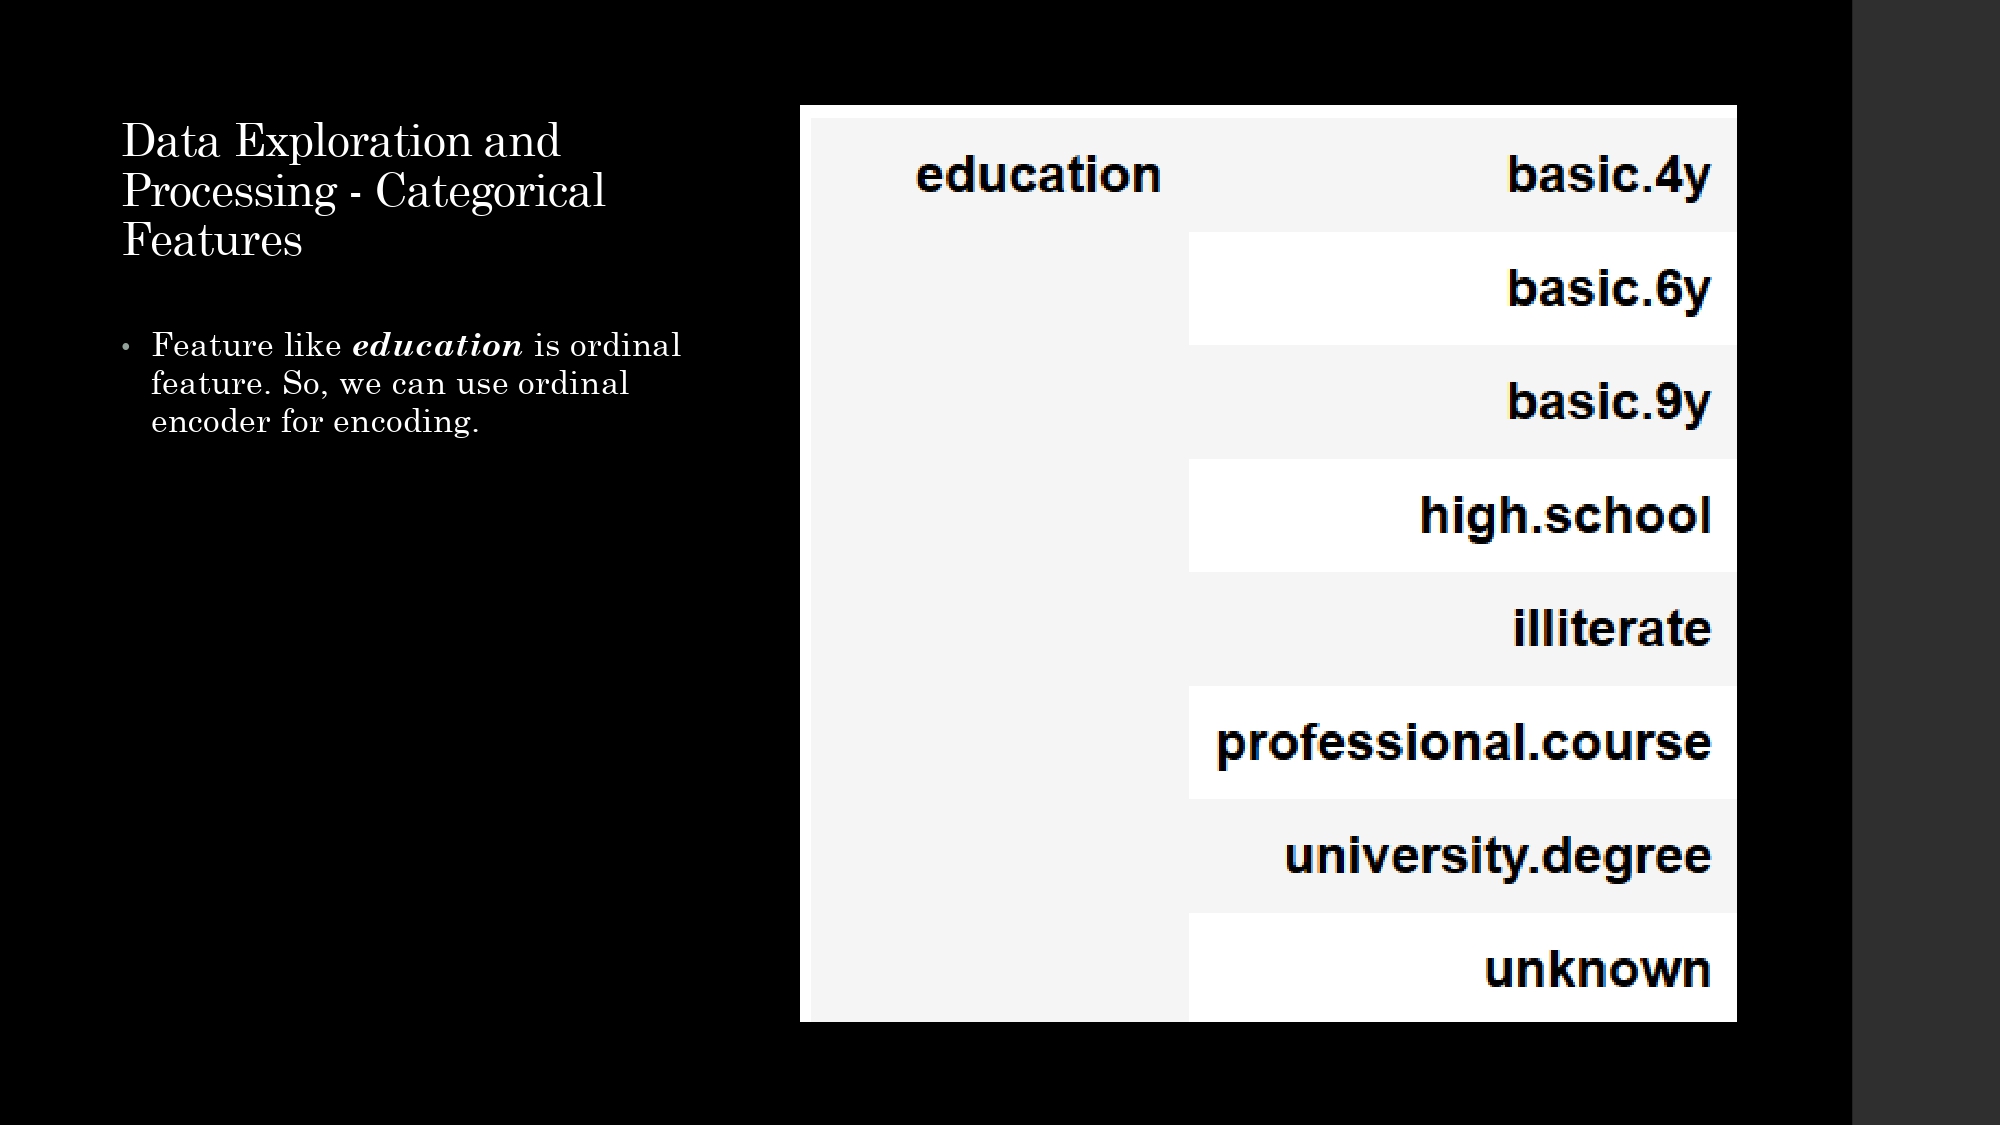 Data Exploration and
Processing - Categorical
Features
• Feature like education is ordinal
feature. So, we can use ordinal
encoder for encoding.
education basic.4y
basic.6y
basic.9y
high.school
illiterate
professional.course
university.degree
unknown